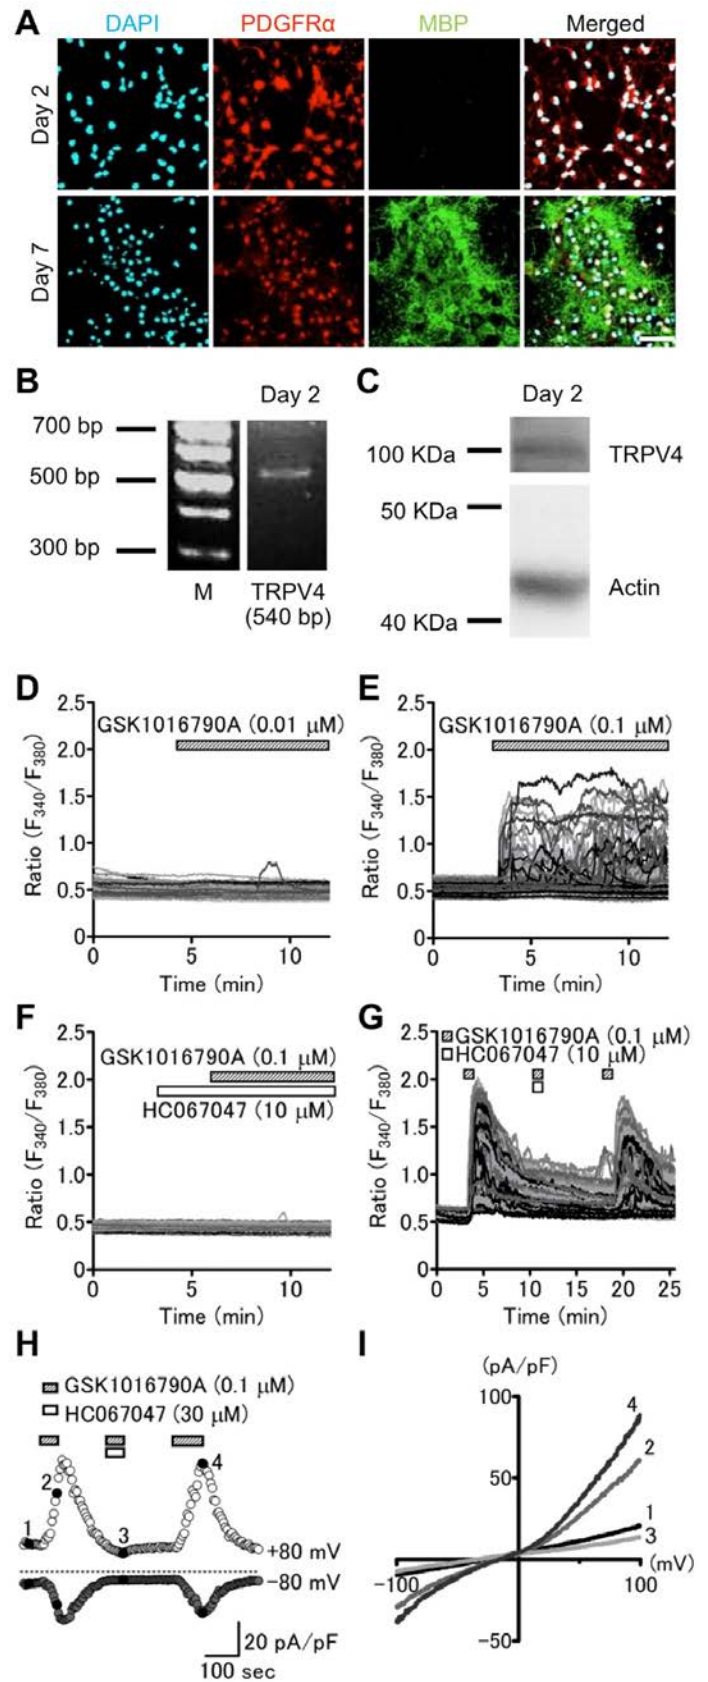 A
DAPI PDGFRα MBP Merged
Day 2
Day 7
B
Day 2
700 bp
500 bp
300 bp
M TRPV4
(540 bp)
C
Day 2
100 KDa TRPV4
50 KDa
Actin
40 KDa
D
2.5
2.0
1.5
1.0
0.5
0
Ratio (F340/F380)
GSK1016790A (0.01 μM)
0 5 10
Time (min)
E
2.5
2.0
1.5
1.0
0.5
0
Ratio (F340/F380)
GSK1016790A (0.1 μM)
0 5 10
Time (min)
F
2.5
2.0
1.5
1.0
0.5
0
Ratio (F340/F380)
GSK1016790A (0.1 μM)
HC067047 (10 μM)
0 5 10
Time (min)
G
2.5
2.0
1.5
1.0
0.5
0
Ratio (F340/F380)
GSK1016790A (0.1 μM)
HC067047 (10 μM)
0 5 10 15 20 25
Time (min)
H
GSK1016790A (0.1 μM)
HC067047 (30 μM)
1 2 3 4
+80 mV
−80 mV
20 pA/pF
100 sec
I
(pA/pF)
100
50
−50
−100 100
(mV)
4
2
1
3